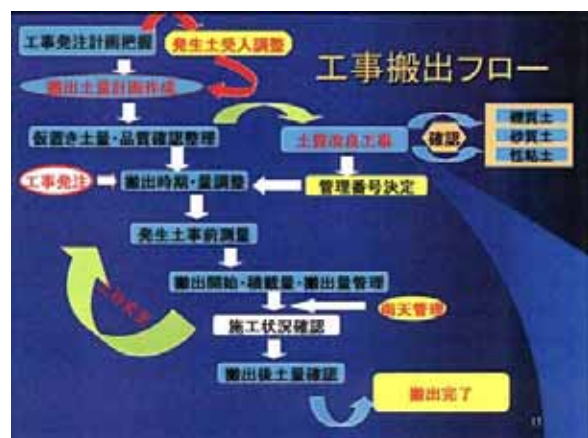 工事搬出フロー
工事発注計画把握
発生土受入調整
搬出土量計画作成
仮置き土量・品質確認整理
土質改良工場
確認
礫質土
砂質土
性粘土
工事発注
搬出時期・量調整
管理番号決定
発生土事前測量
搬出開始・積載量・搬出量管理
雨天管理
施工状況確認
搬出後土量確認
搬出完了